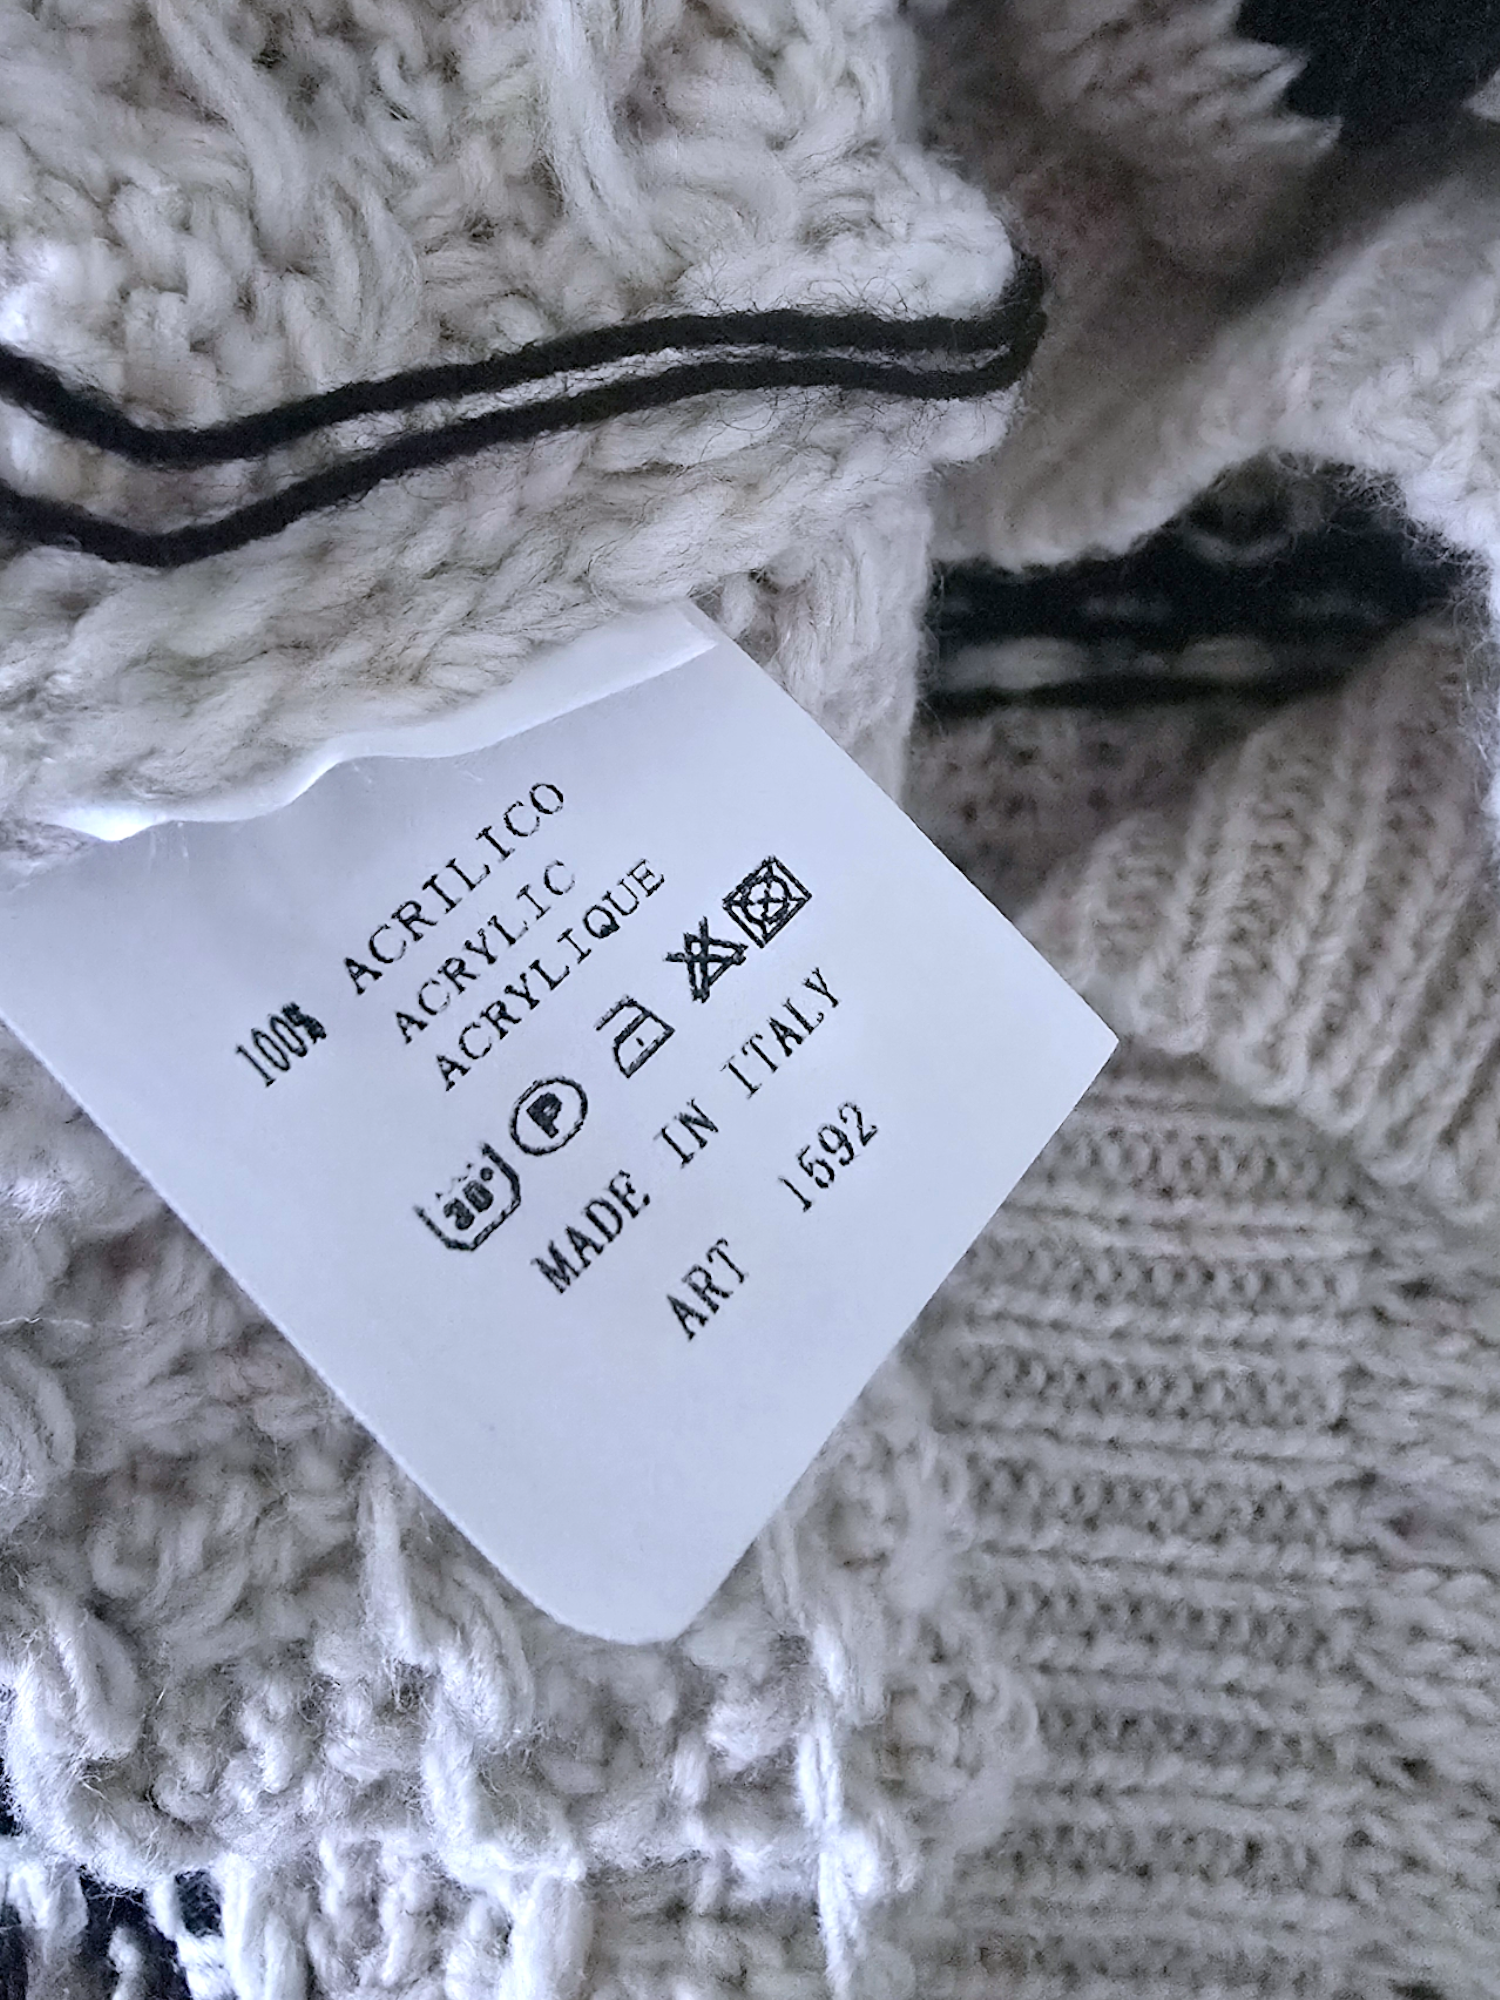 100% ACRILICO
ACRYLIC
ACRYLIQUE
30° P
MADE IN ITALY
ART 1592